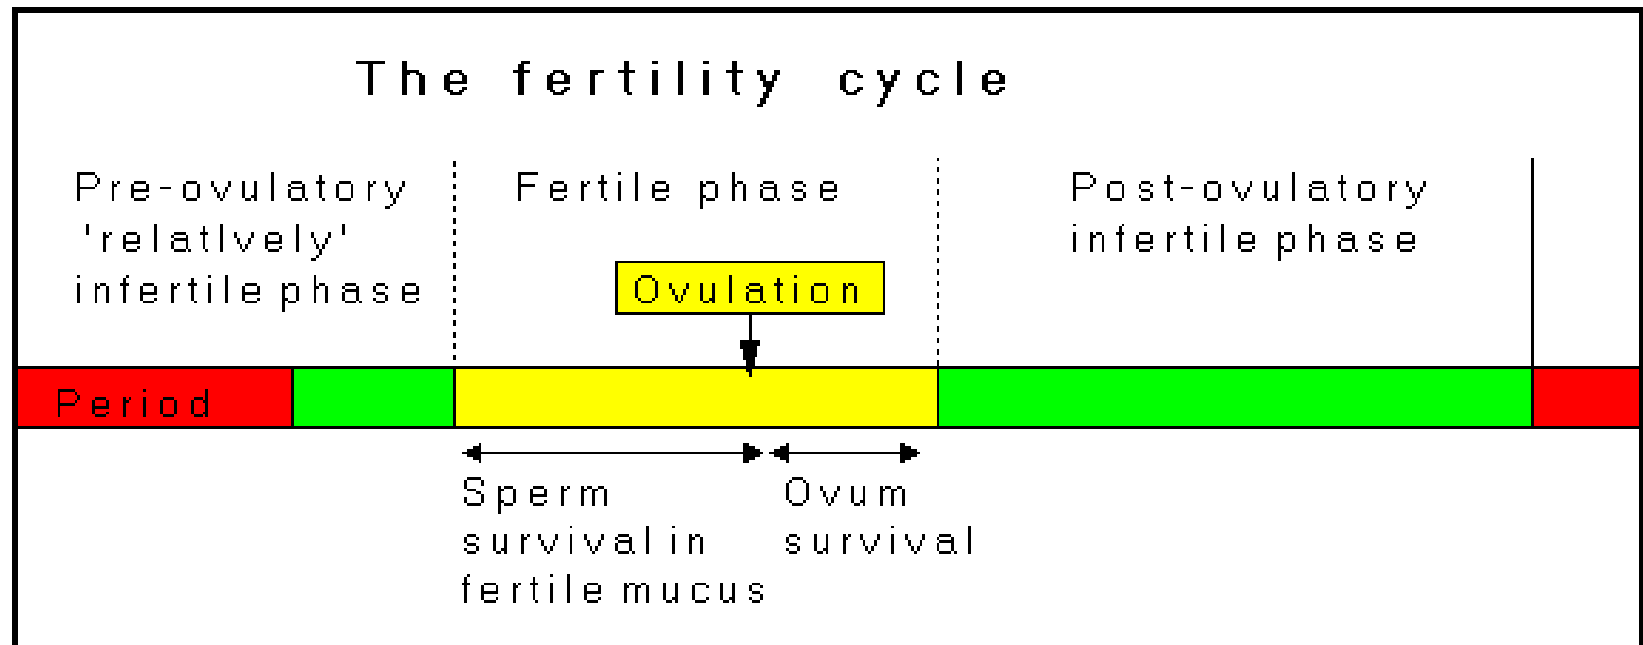 The fertility cycle
Pre-ovulatory
'relatIvely'
infertile phase
Fertile phase
Ovulation
Post-ovulatory
infertile phase
Period
Sperm
survival in
fertile mucus
Ovum
survival